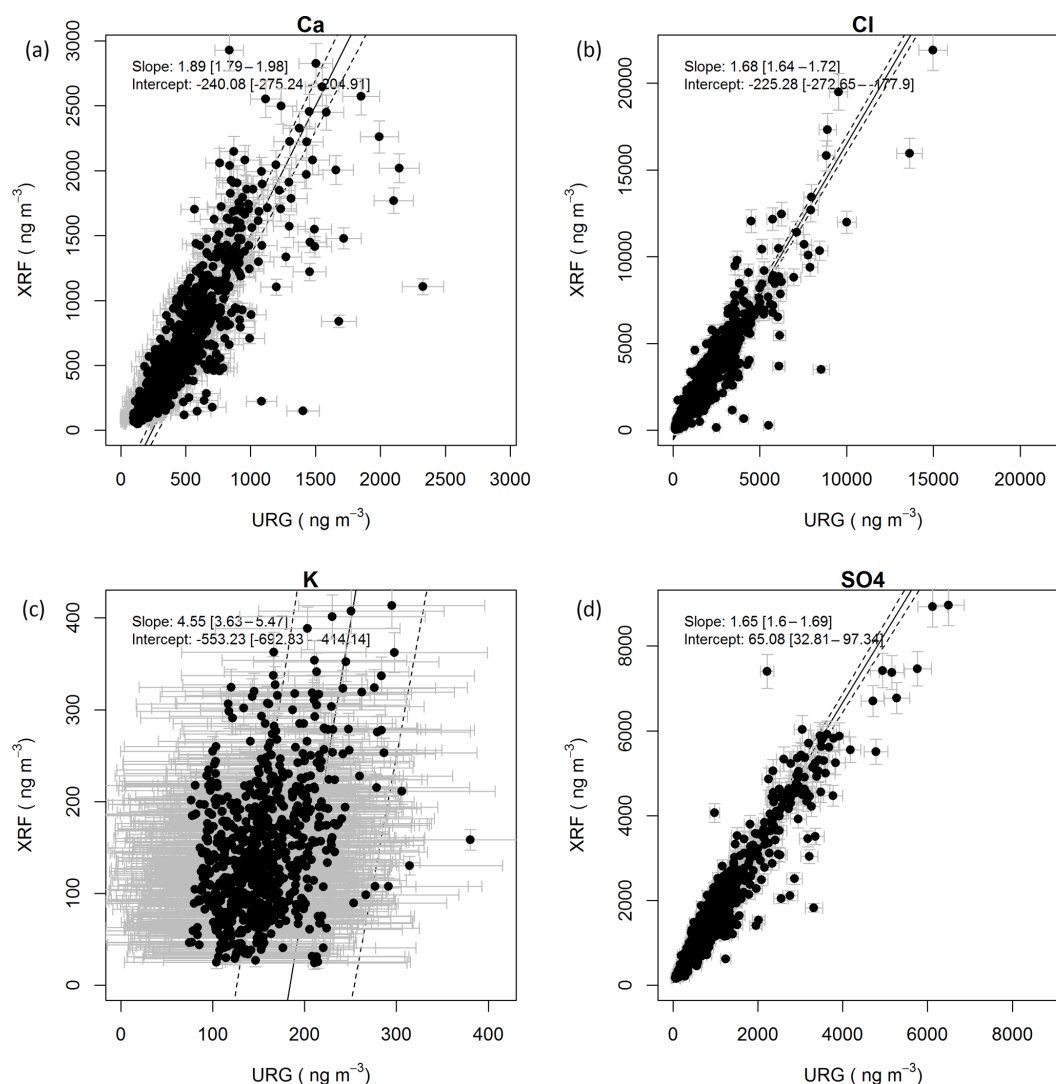 Ca
(a)
Slope: 1.89 [1.79 – 1.98]
Intercept: -240.08 [-275.24 – -204.91]
XRF ( ng m⁻³)
0
500
1000
1500
2000
2500
3000
0 500 1000 1500 2000 2500 3000
URG ( ng m⁻³)
Cl
(b)
Slope: 1.68 [1.64 – 1.72]
Intercept: -225.28 [-272.65 – -177.9]
XRF ( ng m⁻³)
0
5000
10000
15000
20000
0 5000 10000 15000 20000
URG ( ng m⁻³)
K
(c)
Slope: 4.55 [3.63 – 5.47]
Intercept: -553.23 [-692.33 – -414.14]
XRF ( ng m⁻³)
0
100
200
300
400
0 100 200 300 400
URG ( ng m⁻³)
SO4
(d)
Slope: 1.65 [1.6 – 1.69]
Intercept: 65.08 [32.81 – 97.34]
XRF ( ng m⁻³)
0
2000
4000
6000
8000
0 2000 4000 6000 8000
URG ( ng m⁻³)